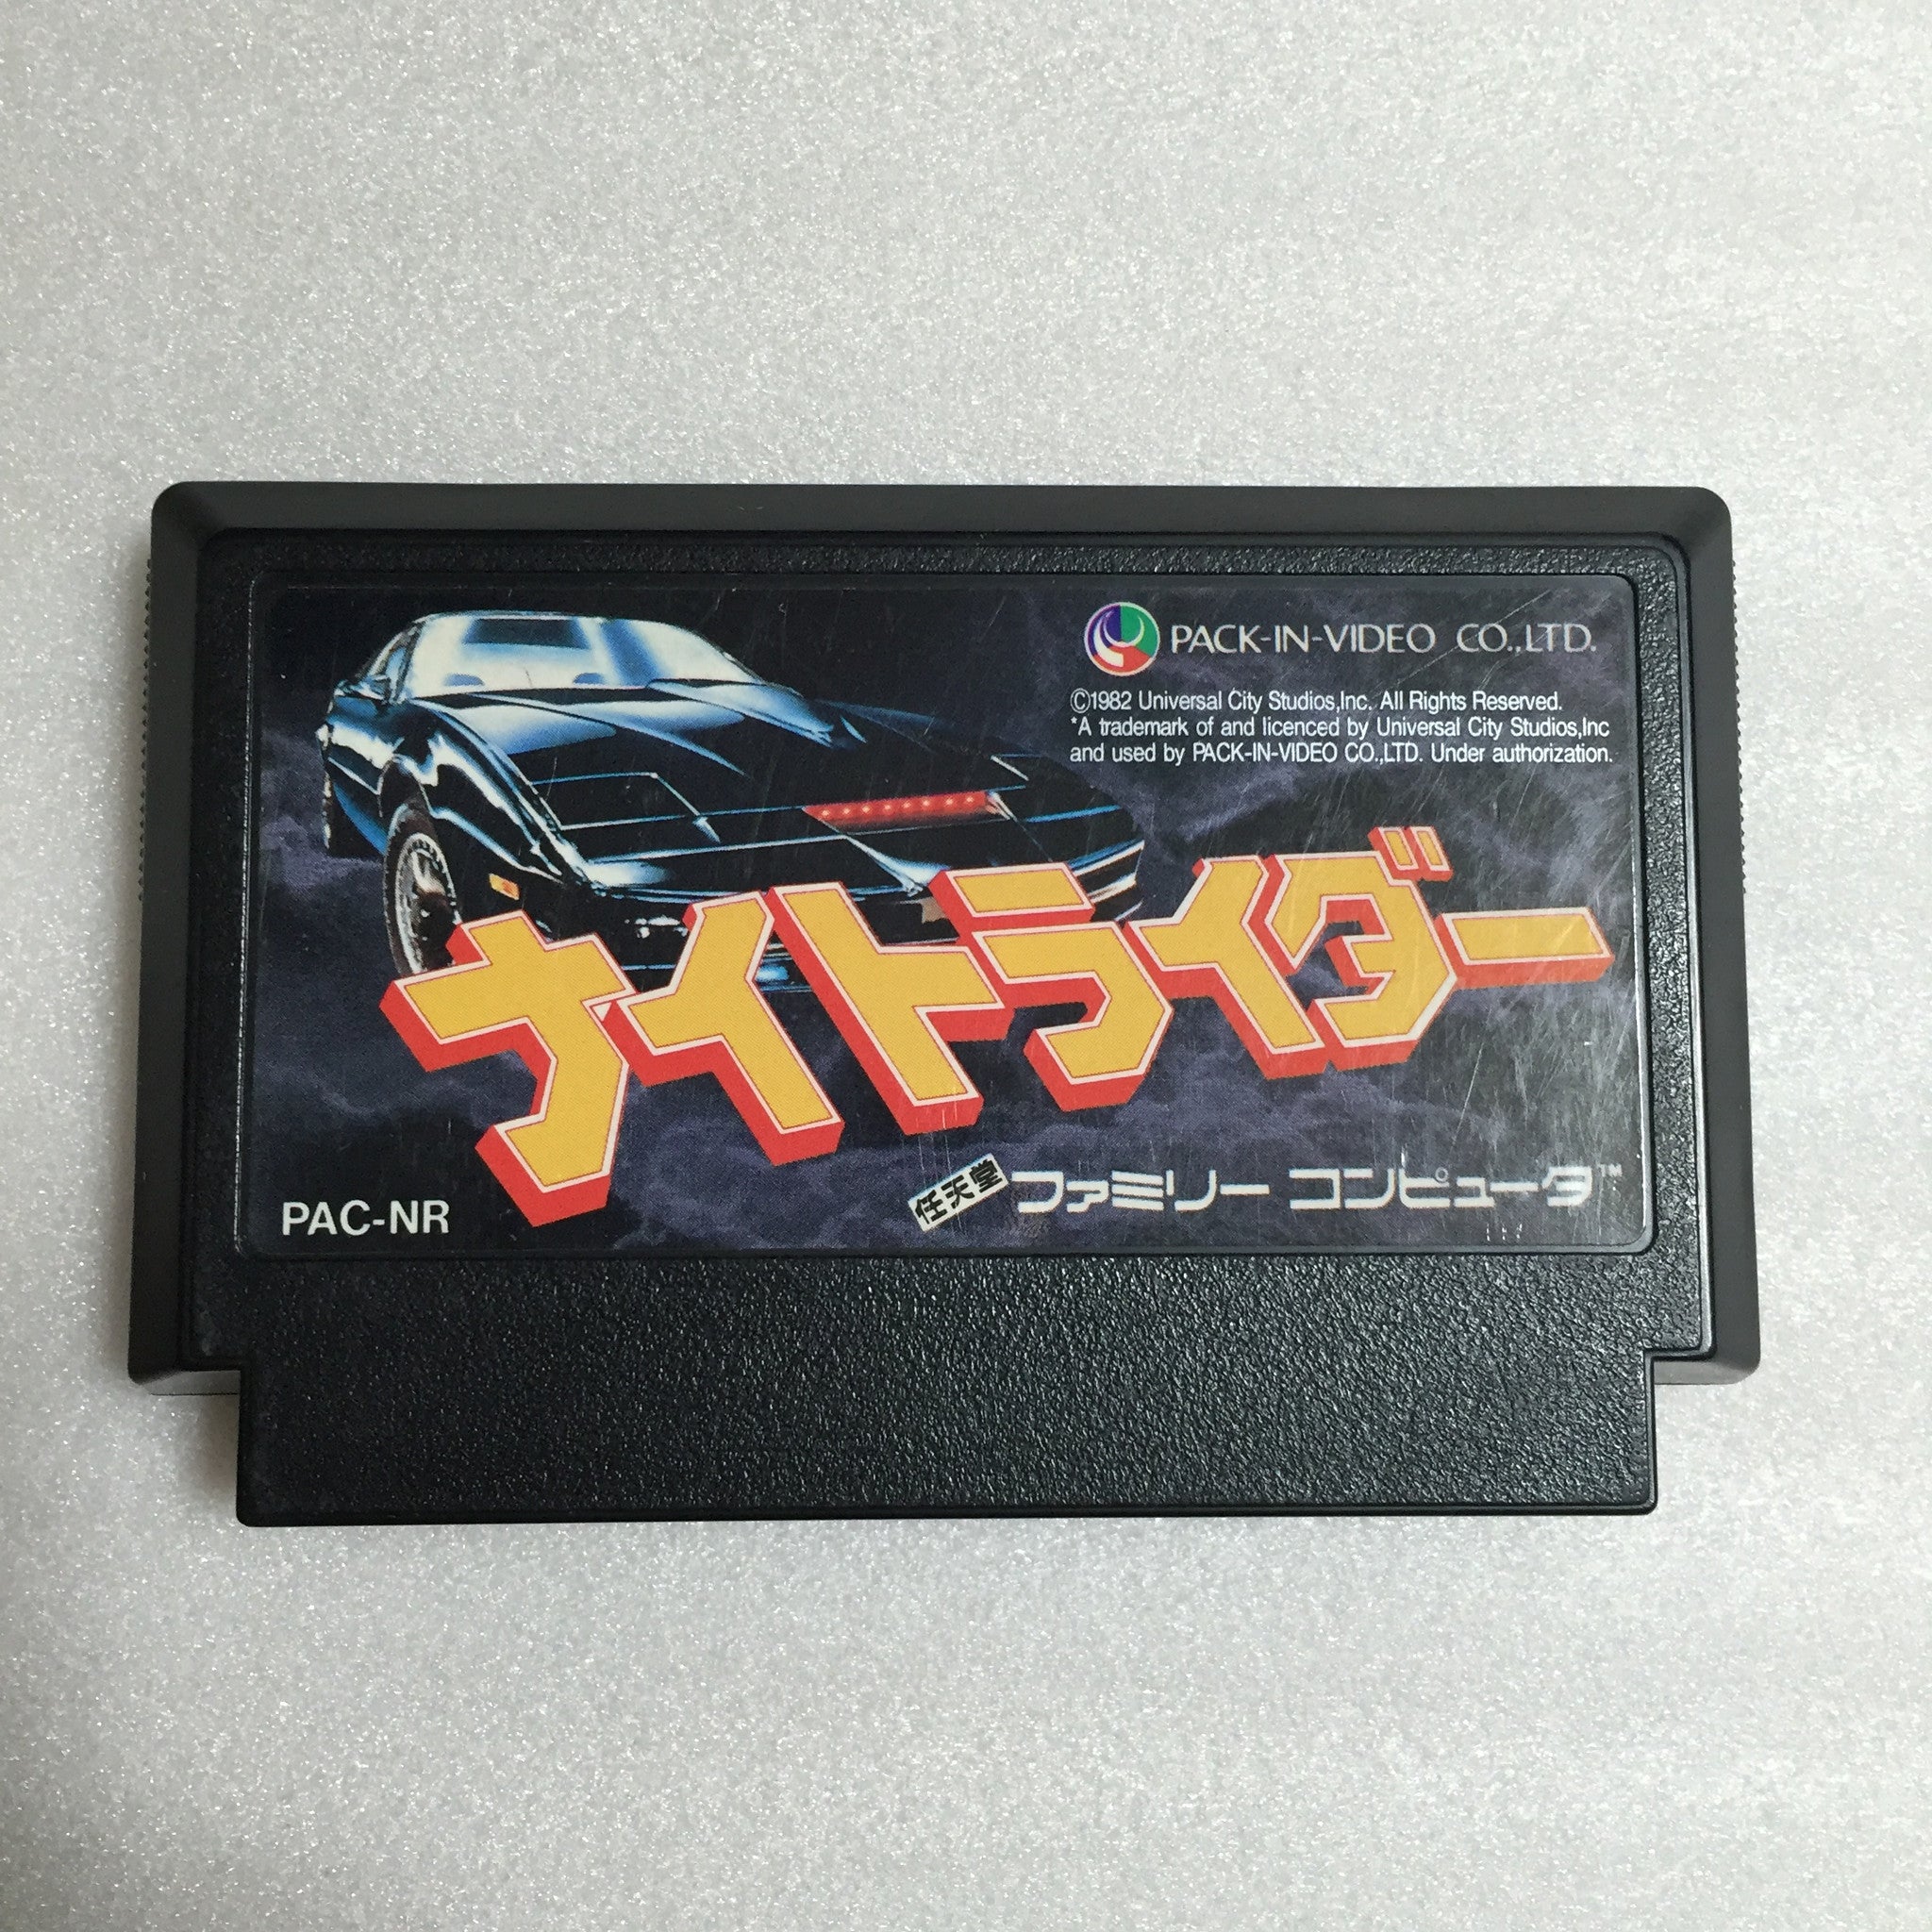 PACK-IN-VIDEO CO.,LTD.
©1982 Universal City Studios,Inc. All Rights Reserved.
*A trademark of and licenced by Universal City Studios,Inc
and used by PACK-IN-VIDEO CO.,LTD. Under authorization.
ナイトライダー
任天堂 ファミリー コンピュータ™
PAC-NR